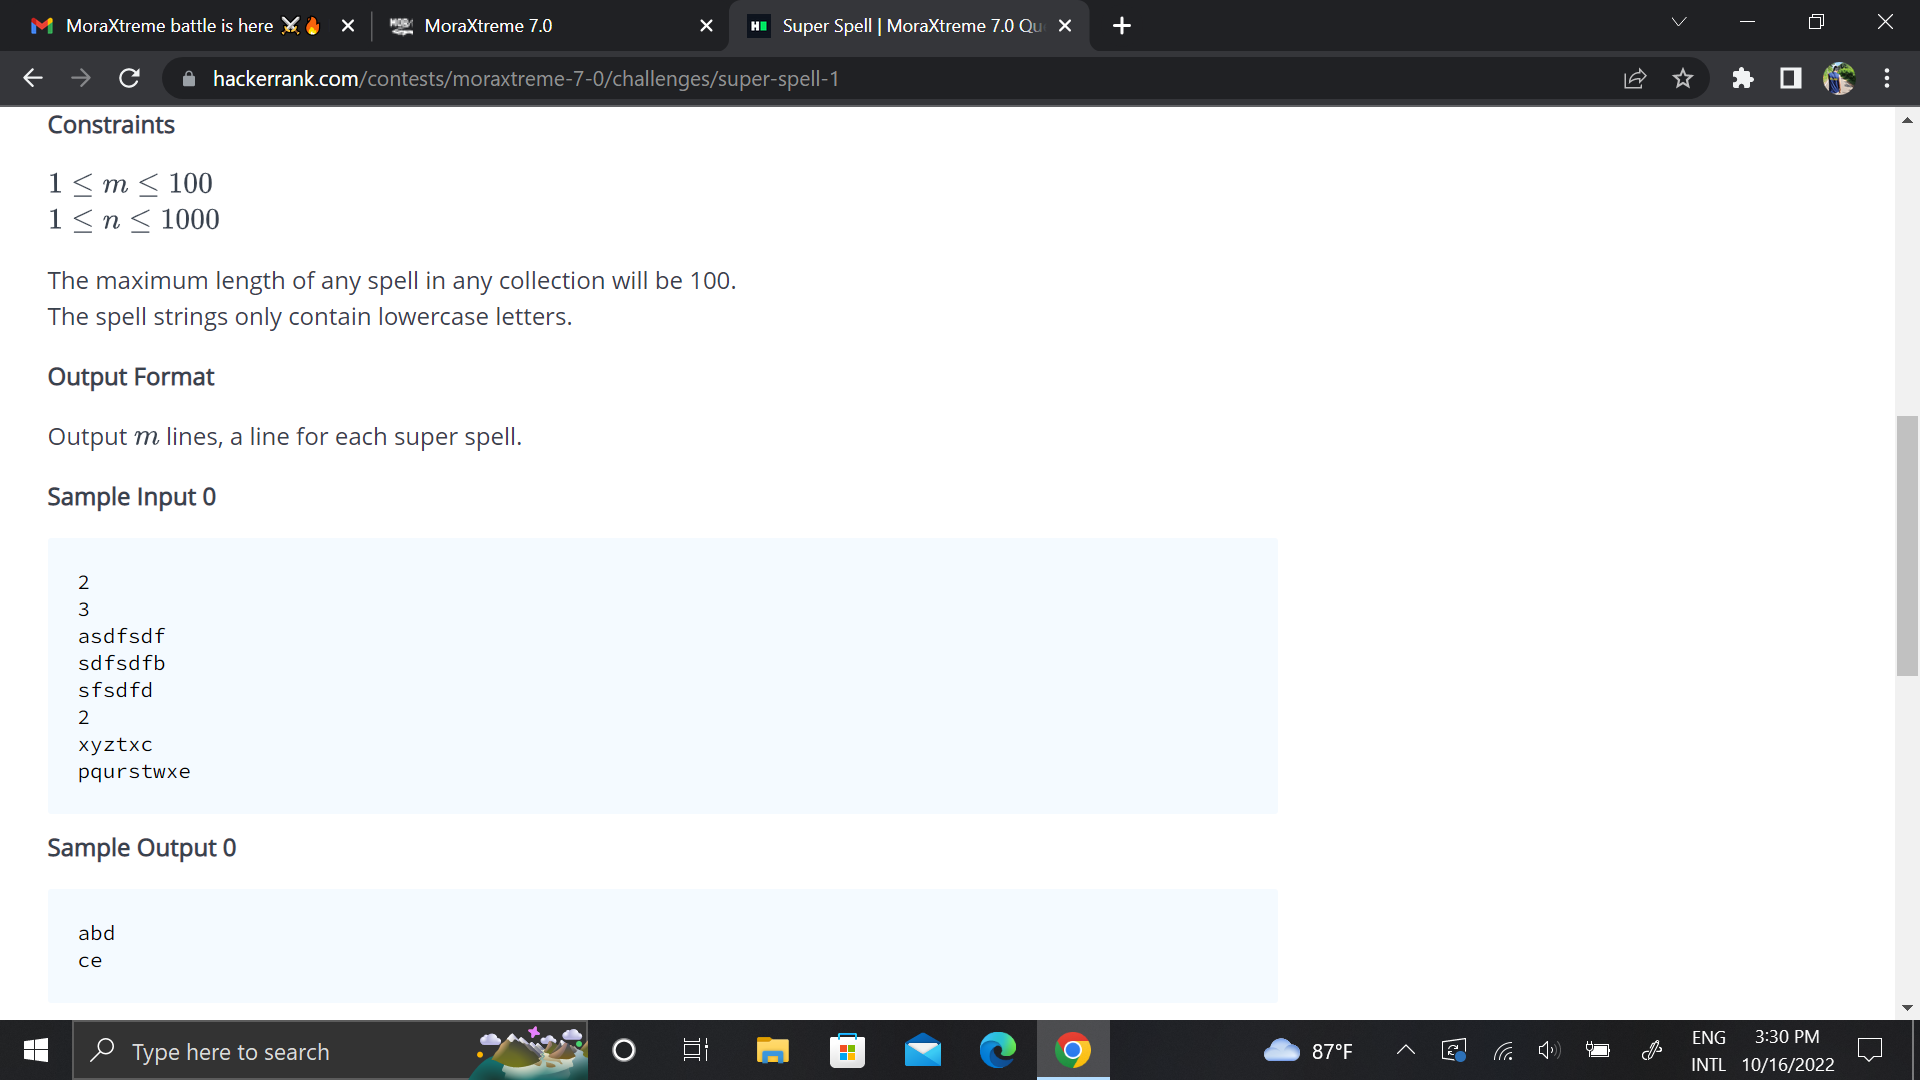 MoraXtreme battle is here ⚔🔥
MoraXtreme 7.0
Super Spell | MoraXtreme 7.0 Qu
hackerrank.com/contests/moraxtreme-7-0/challenges/super-spell-1
Constraints
1 ≤ m ≤ 100
1 ≤ n ≤ 1000
The maximum length of any spell in any collection will be 100.
The spell strings only contain lowercase letters.
Output Format
Output m lines, a line for each super spell.
Sample Input 0
2
3
asdfsdf
sdfsdfb
sfsdfd
2
xyztxc
pqurstwxe
Sample Output 0
abd
ce
Type here to search
87°F
ENG
INTL
3:30 PM
10/16/2022